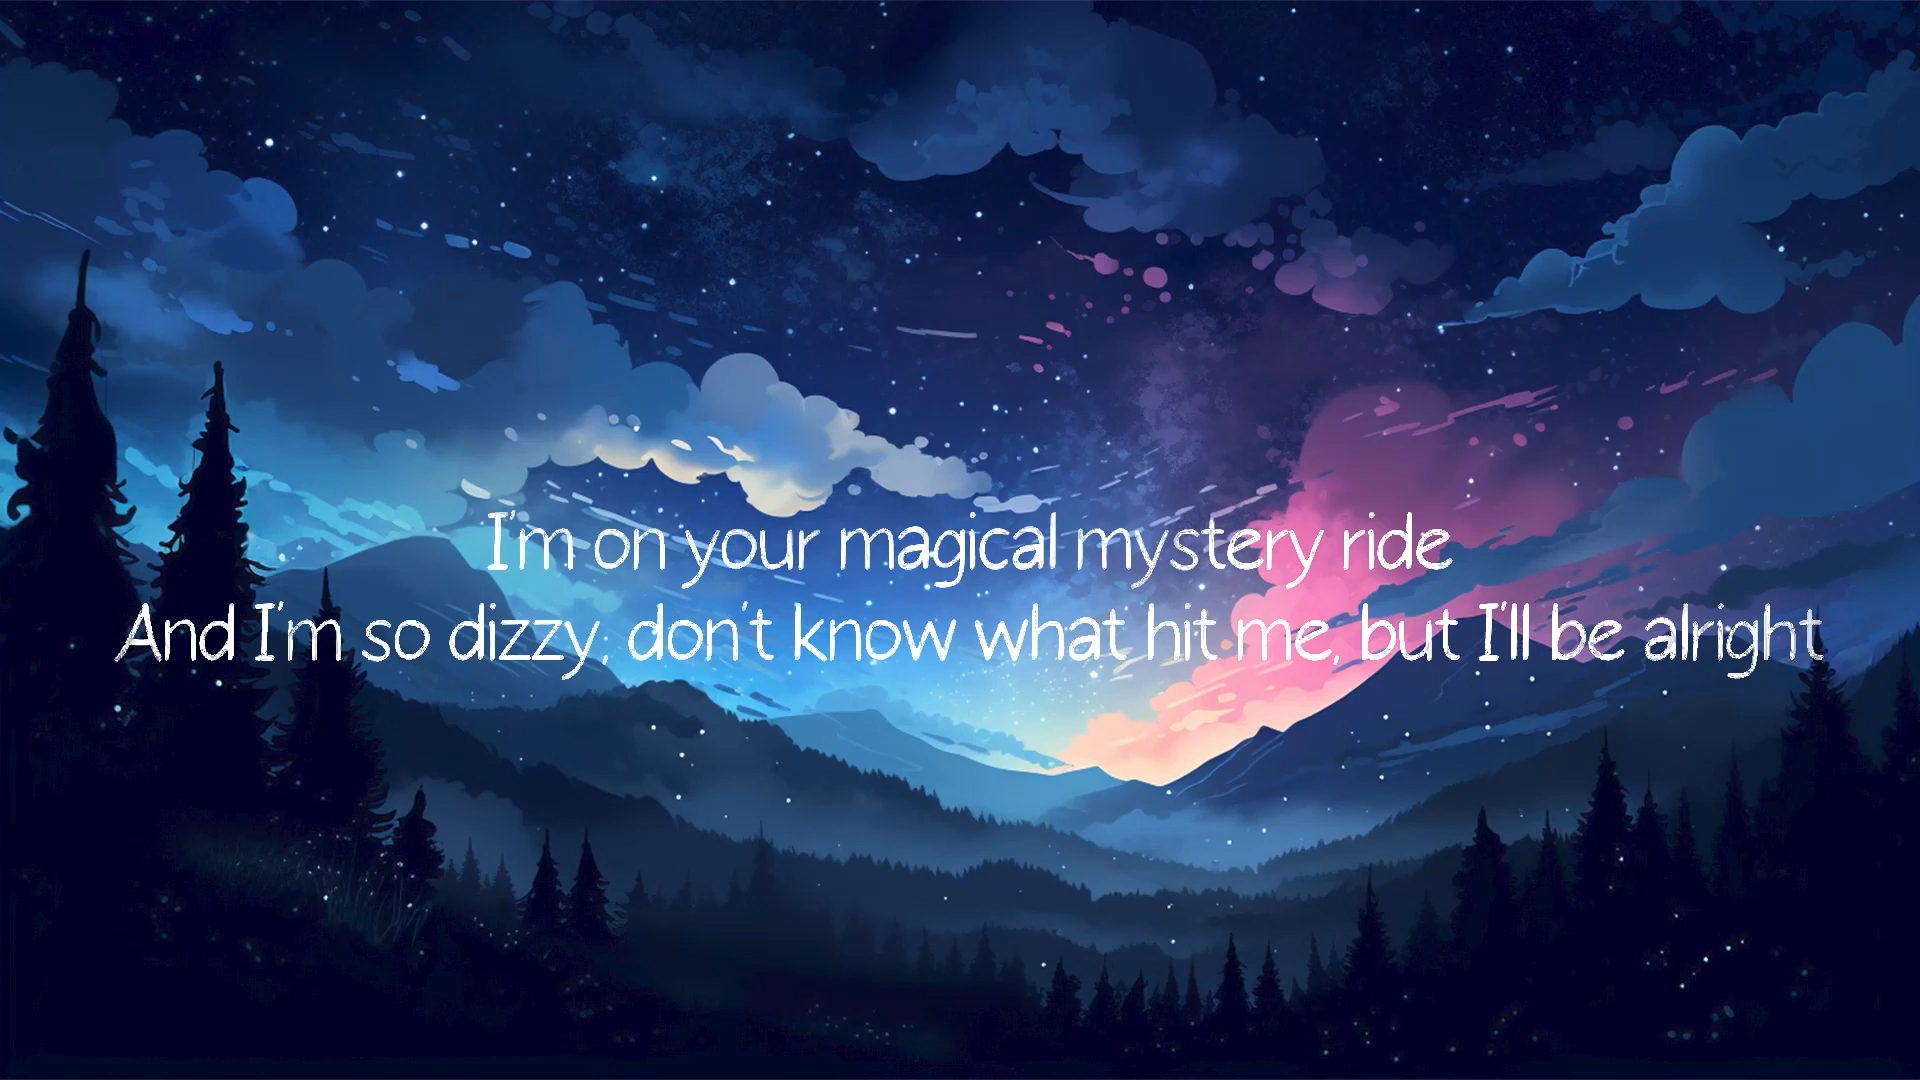 I'm on your magical mystery ride
And I'm so dizzy, don't know what hit me, but I'll be alright